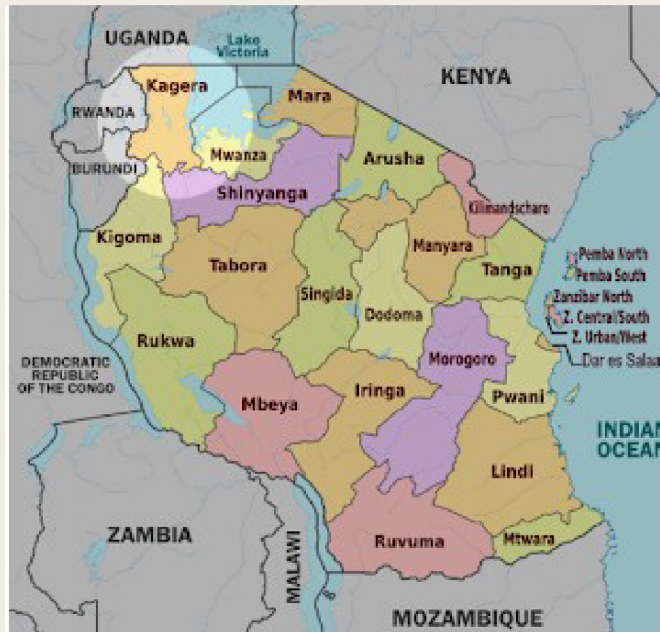 UGANDA
Lake
Victoria
KENYA
Kagera
Mara
RWANDA
Mwanza
Arusha
BURUNDI
Shinyanga
Kilimandscharo
Kigoma
Manyara
Pemba North
Tabora
Tanga
Pemba South
Singida
Zanzibar North
Dodoma
Z. Central/South
Z. Urban/West
Rukwa
Morogoro
Dar es Salaa
DEMOCRATIC
REPUBLIC
OF THE CONGO
Iringa
Mbeya
Pwani
INDIAN
OCEAN
Lindi
ZAMBIA
MALAWI
Ruvuma
Mtwara
MOZAMBIQUE